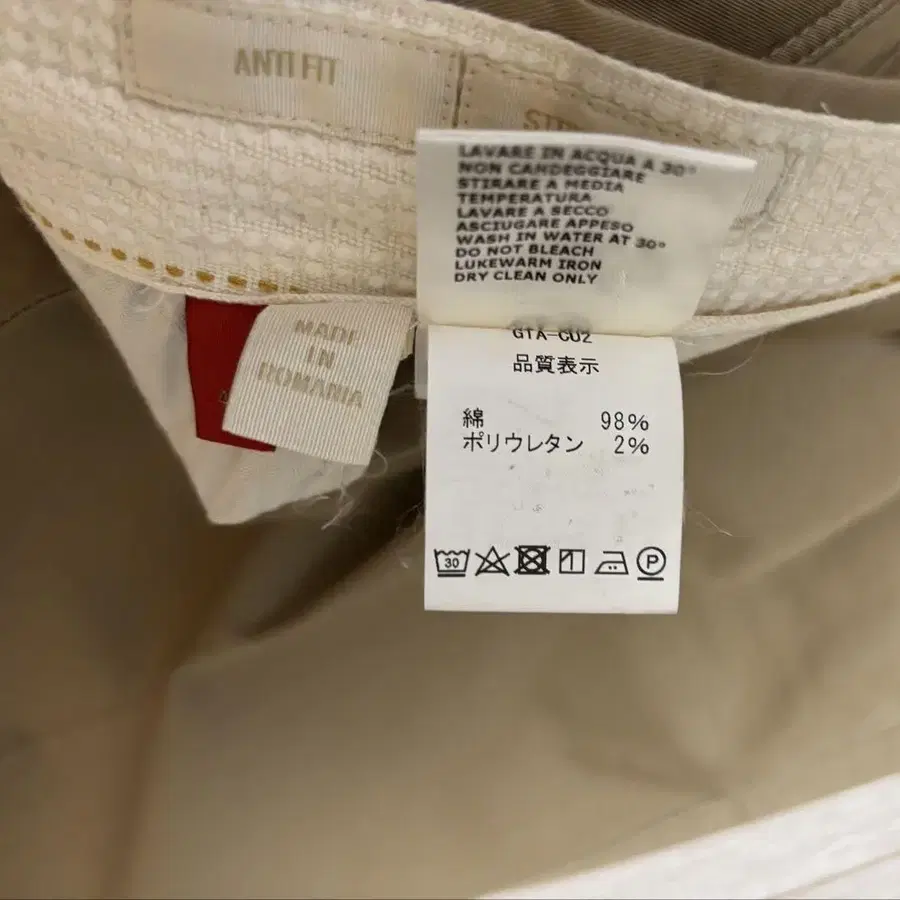 ANTI FIT
LAVARE IN ACQUA A 30°
NON CANDEGGIARE
STIRARE A MEDIA
TEMPERATURA
LAVARE A SECCO
ASCIUGARE APPESO
WASH IN WATER AT 30°
DO NOT BLEACH
LUKEWARM IRON
DRY CLEAN ONLY
MADE
IN
ROMANIA
GTA-CU2
品質表示
綿 98%
ポリウレタン 2%
30 P